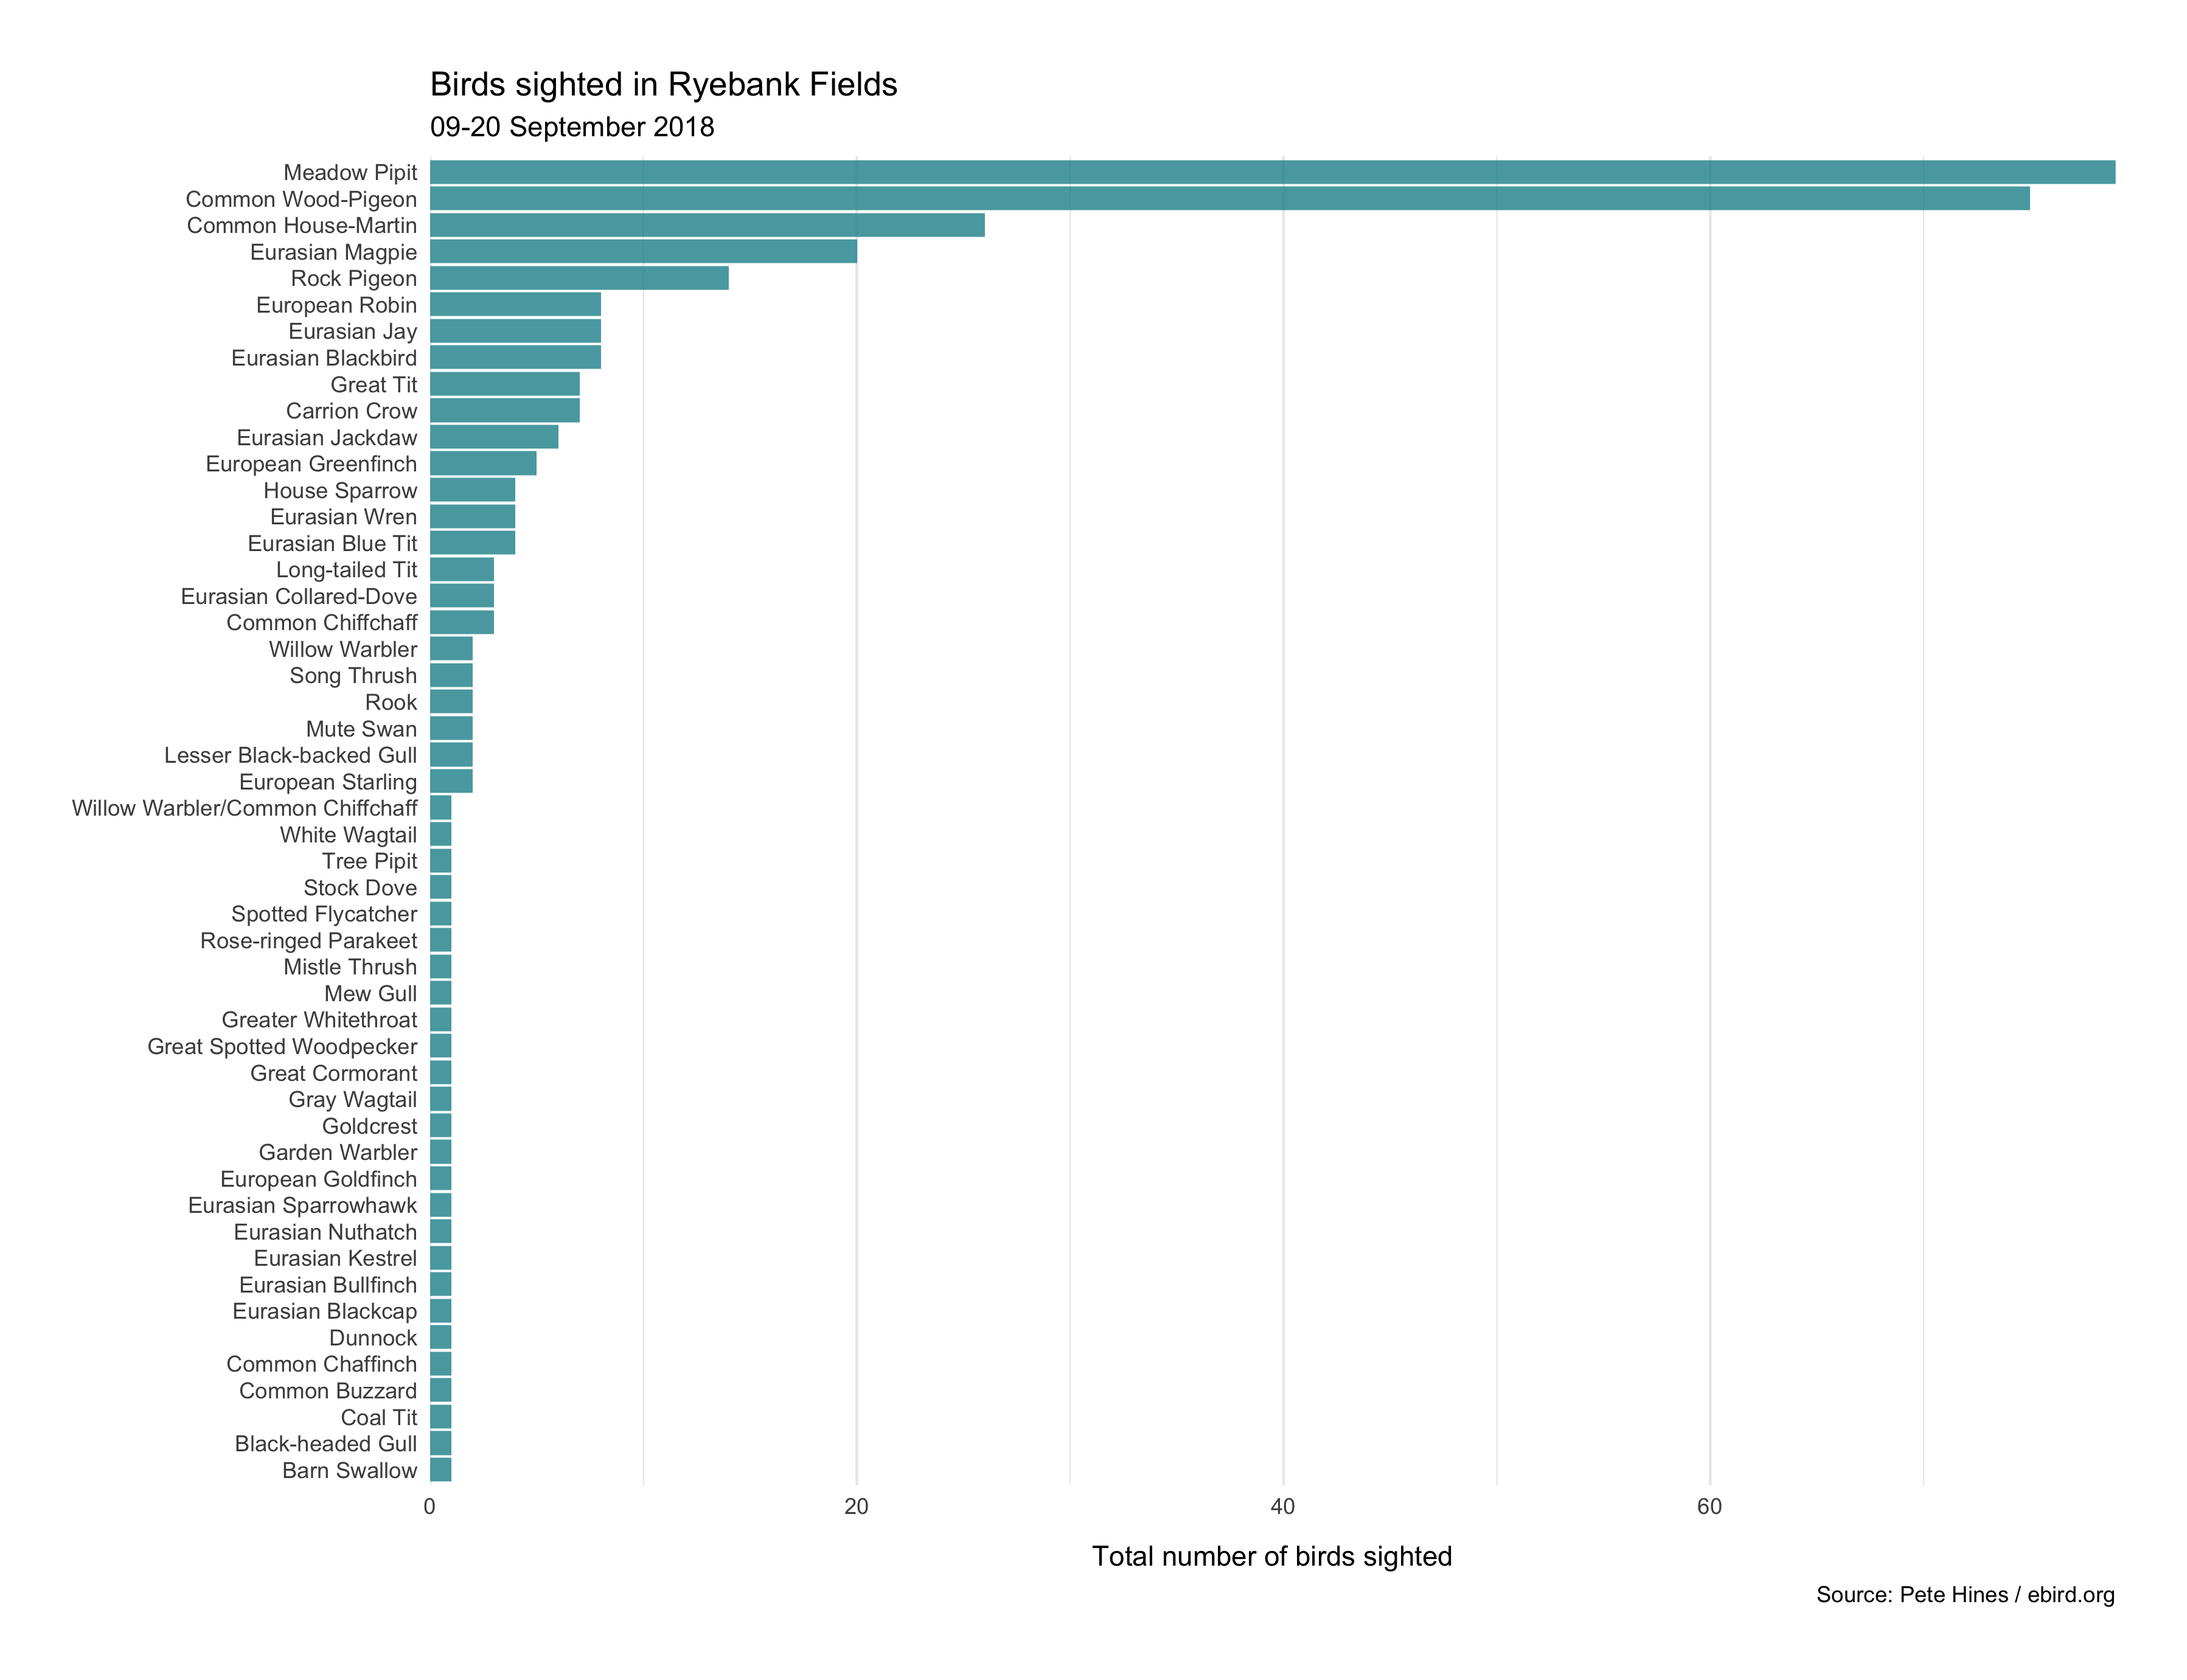 Birds sighted in Ryebank Fields
09-20 September 2018
Meadow Pipit
Common Wood-Pigeon
Common House-Martin
Eurasian Magpie
Rock Pigeon
European Robin
Eurasian Jay
Eurasian Blackbird
Great Tit
Carrion Crow
Eurasian Jackdaw
European Greenfinch
House Sparrow
Eurasian Wren
Eurasian Blue Tit
Long-tailed Tit
Eurasian Collared-Dove
Common Chiffchaff
Willow Warbler
Song Thrush
Rook
Mute Swan
Lesser Black-backed Gull
European Starling
Willow Warbler/Common Chiffchaff
White Wagtail
Tree Pipit
Stock Dove
Spotted Flycatcher
Rose-ringed Parakeet
Mistle Thrush
Mew Gull
Greater Whitethroat
Great Spotted Woodpecker
Great Cormorant
Gray Wagtail
Goldcrest
Garden Warbler
European Goldfinch
Eurasian Sparrowhawk
Eurasian Nuthatch
Eurasian Kestrel
Eurasian Bullfinch
Eurasian Blackcap
Dunnock
Common Chaffinch
Common Buzzard
Coal Tit
Black-headed Gull
Barn Swallow
0 20 40 60
Total number of birds sighted
Source: Pete Hines / ebird.org